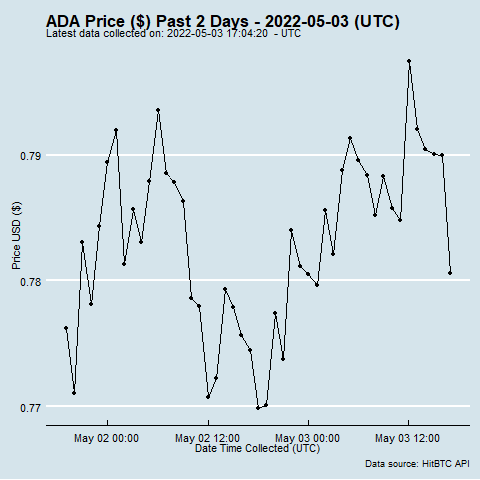 ADA Price ($) Past 2 Days - 2022-05-03 (UTC)
Latest data collected on: 2022-05-03 17:04:20  - UTC
Price USD ($)
0.79
0.78
0.77
May 02 00:00
May 02 12:00
May 03 00:00
May 03 12:00
Date Time Collected (UTC)
Data source: HitBTC API